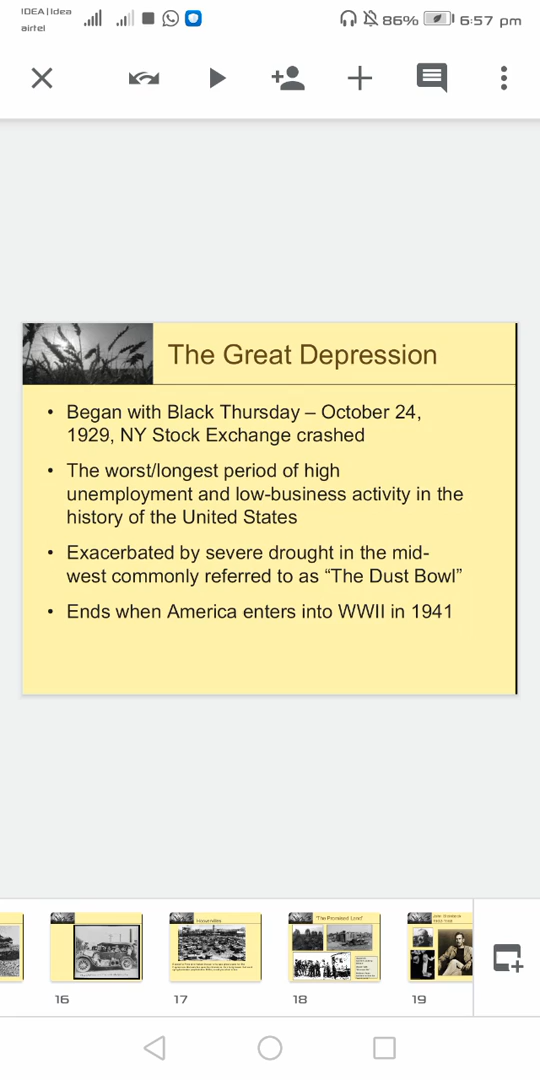 IDEA | Idea
airtel
86%
6:57 pm
The Great Depression
• Began with Black Thursday – October 24,
1929, NY Stock Exchange crashed
• The worst/longest period of high
unemployment and low-business activity in the
history of the United States
• Exacerbated by severe drought in the mid-
west commonly referred to as “The Dust Bowl”
• Ends when America enters into WWII in 1941
Hoovervilles
"The Promised Land"
16
17
18
19